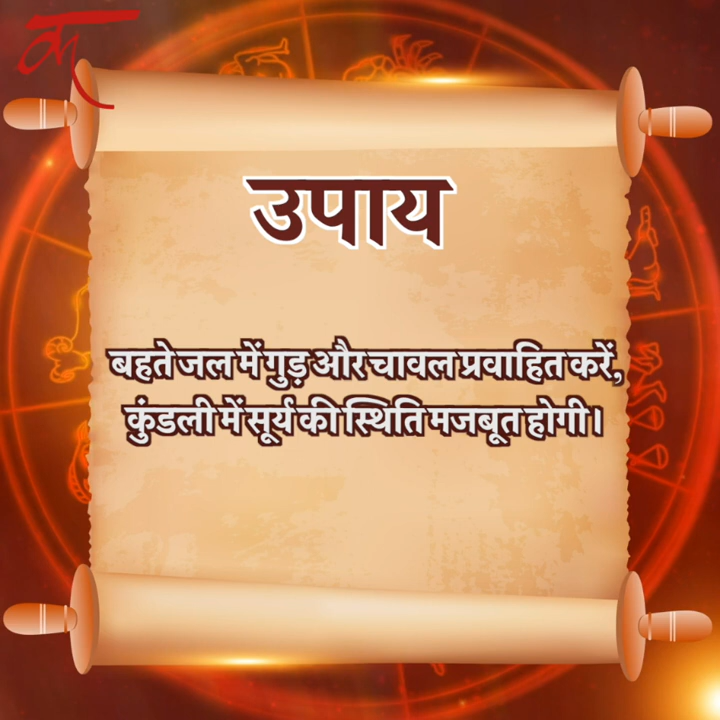 क
उपाय
बहते जल में गुड़ और चावल प्रवाहित करें,
कुंडली में सूर्य की स्थिति मजबूत होगी।